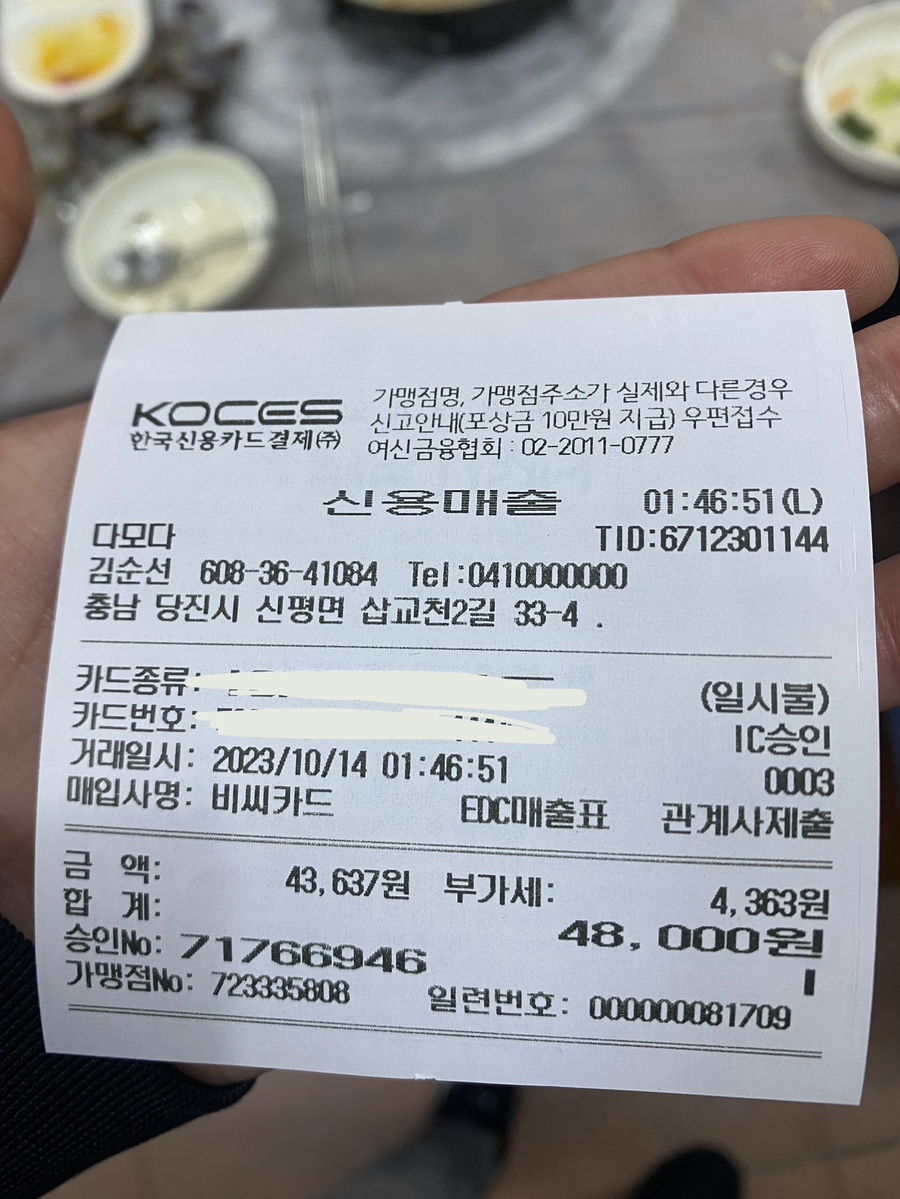 KOCES
한국신용카드결제(주)
가맹점명, 가맹점주소가 실제와 다른경우
신고안내(포상금 10만원 지급) 우편접수
여신금융협회 : 02-2011-0777
신용매출 01:46:51(L)
다모다 TID:6712301144
김순선 608-36-41084 Tel:0410000000
충남 당진시 신평면 삽교천2길 33-4 .
카드종류: (일시불)
카드번호: IC승인
거래일시: 2023/10/14 01:46:51 0003
매입사명: 비씨카드 EDC매출표 관계사제출
금 액: 43,637원 부가세: 4,363원
합 계: 48,000원
승인No: 71766946
가맹점No: 723335808 일련번호: 000000081709